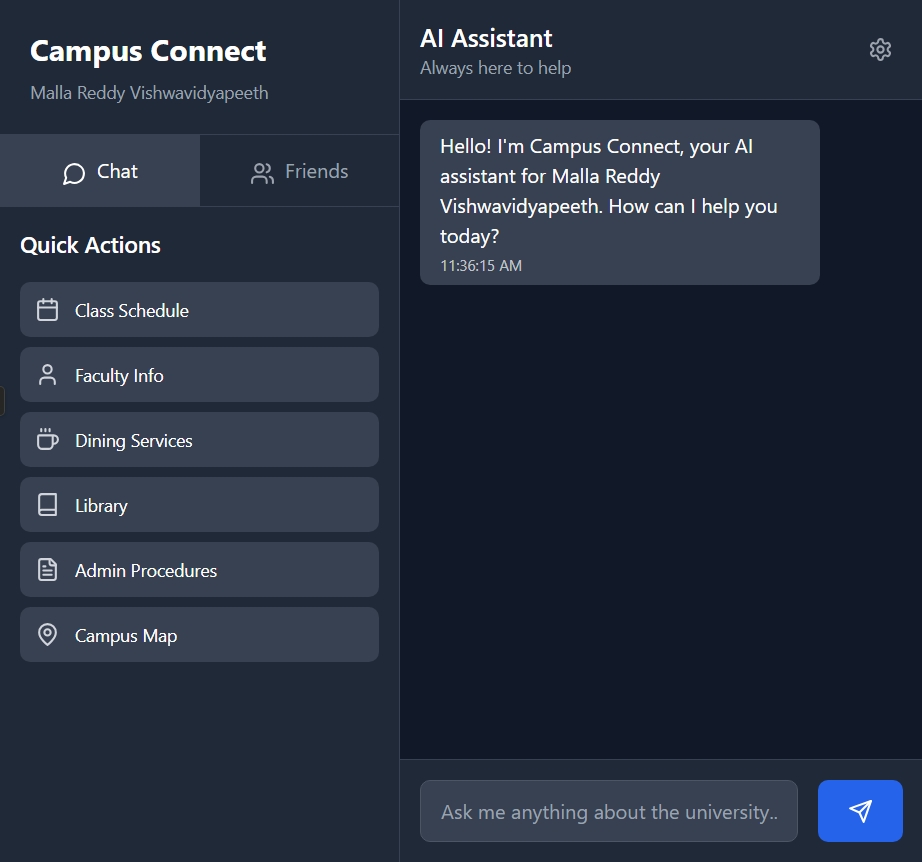 Campus Connect
Malla Reddy Vishwavidyapeeth
Chat
Friends
Quick Actions
Class Schedule
Faculty Info
Dining Services
Library
Admin Procedures
Campus Map
AI Assistant
Always here to help
Hello! I'm Campus Connect, your AI
assistant for Malla Reddy
Vishwavidyapeeth. How can I help you
today?
11:36:15 AM
Ask me anything about the university..